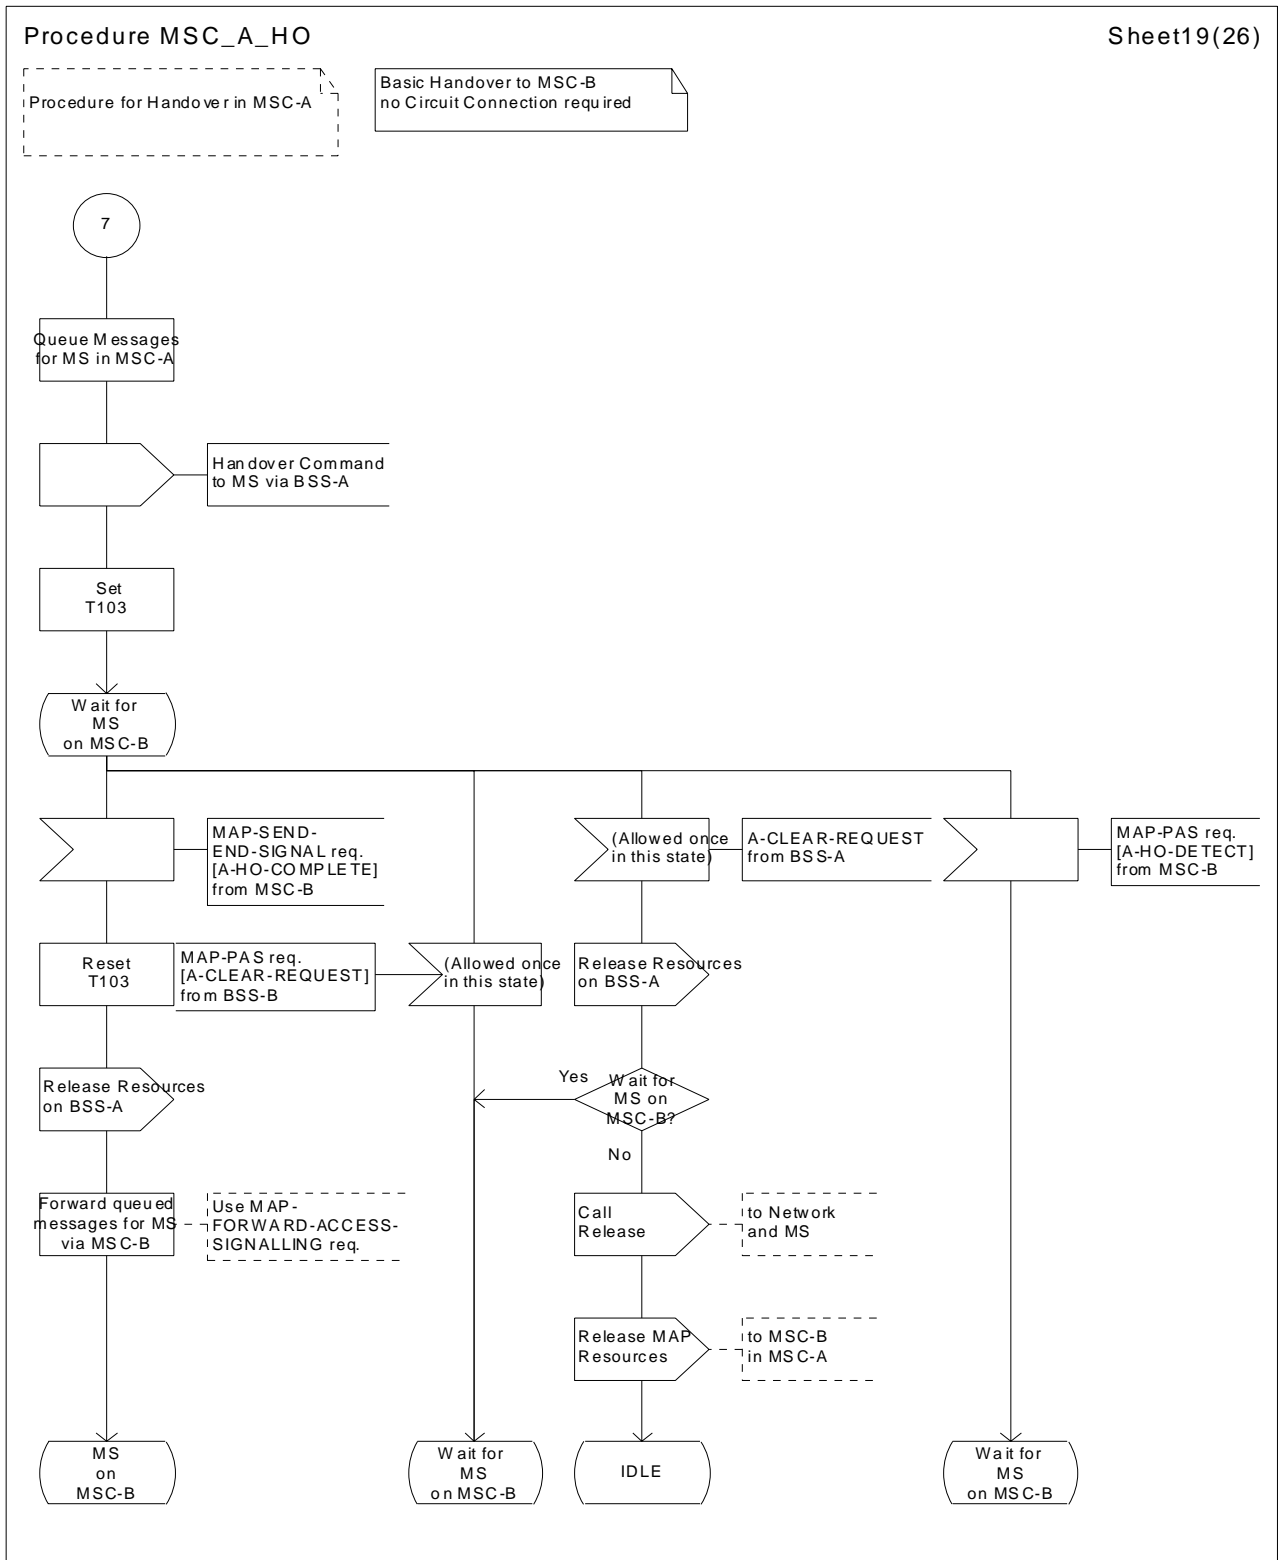 Procedure MSC_A_HO
Sheet19(26)
Procedure for Handover in MSC-A
Basic Handover to MSC-B
no Circuit Connection required
7
Queue Messages
for MS in MSC-A
Handover Command
to MS via BSS-A
Set
T103
Wait for
MS
on MSC-B
MAP-SEND-
END-SIGNAL req.
[A-HO-COMPLETE]
from MSC-B
(Allowed once
in this state)
A-CLEAR-REQUEST
from BSS-A
MAP-PAS req.
[A-HO-DETECT]
from MSC-B
Reset
T103
MAP-PAS req.
[A-CLEAR-REQUEST]
from BSS-B
(Allowed once
in this state)
Release Resources
on BSS-A
Release Resources
on BSS-A
Yes
Wait for
MS on
MSC-B?
No
Forward queued
messages for MS
via MSC-B
Use MAP-
FORWARD-ACCESS-
SIGNALLING req.
Call
Release
to Network
and MS
Release MAP
Resources
to MSC-B
in MSC-A
MS
on
MSC-B
Wait for
MS
on MSC-B
IDLE
Wait for
MS
on MSC-B